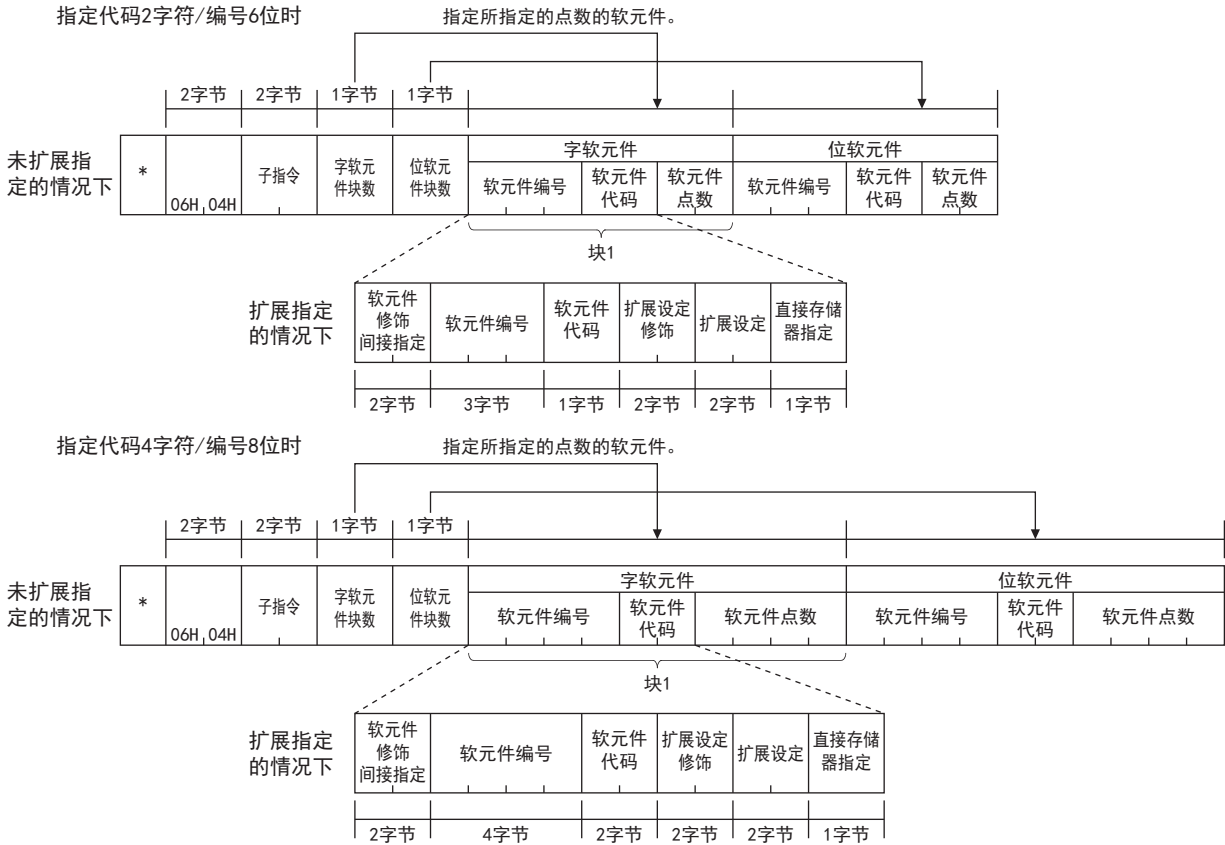 指定代码2字符/编号6位时
指定所指定的点数的软元件。
2字节 2字节 1字节 1字节
未扩展指
定的情况下
*
06H 04H
子指令
字软元
件块数
位软元
件块数
字软元件
位软元件
软元件编号
软元件
代码
软元件
点数
软元件编号
软元件
代码
软元件
点数
块1
扩展指定
的情况下
软元件
修饰
间接指定
软元件编号
软元件
代码
扩展设定
修饰
扩展设定
直接存储
器指定
2字节 3字节 1字节 2字节 2字节 1字节
指定代码4字符/编号8位时
指定所指定的点数的软元件。
2字节 2字节 1字节 1字节
未扩展指
定的情况下
*
06H 04H
子指令
字软元
件块数
位软元
件块数
字软元件
位软元件
软元件编号
软元件
代码
软元件点数
软元件编号
软元件
代码
软元件点数
块1
扩展指定
的情况下
软元件
修饰
间接指定
软元件编号
软元件
代码
扩展设定
修饰
扩展设定
直接存储
器指定
2字节 4字节 2字节 2字节 2字节 1字节